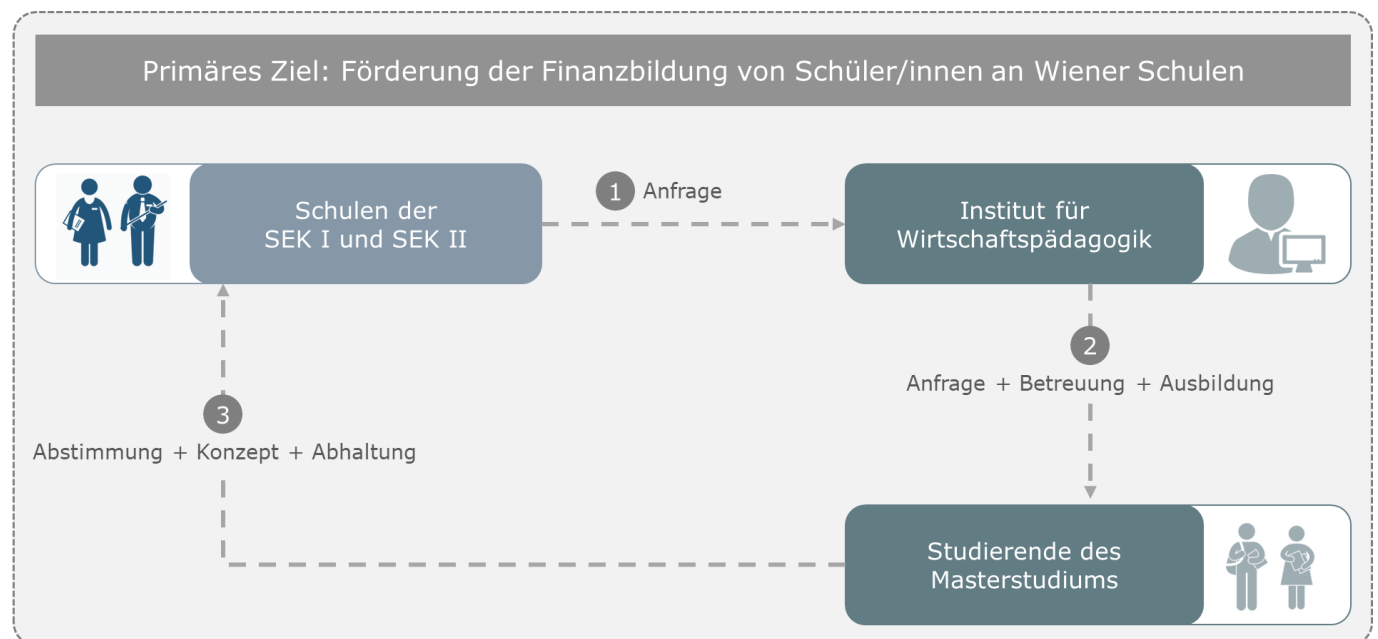 Primäres Ziel: Förderung der Finanzbildung von Schüler/innen an Wiener Schulen
Schulen der
SEK I und SEK II
1 Anfrage
Institut für
Wirtschaftspädagogik
2
Anfrage + Betreuung + Ausbildung
3
Abstimmung + Konzept + Abhaltung
Studierende des
Masterstudiums